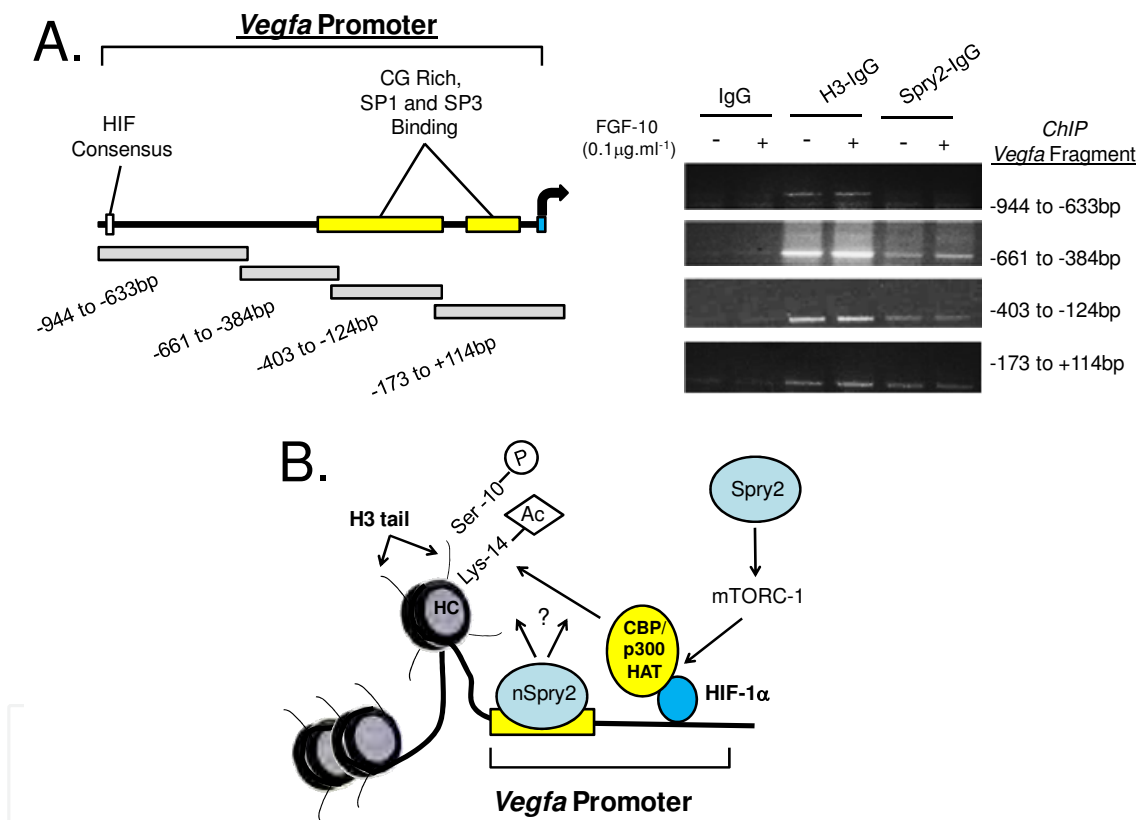 A.
Vegfa Promoter
HIF
Consensus
CG Rich,
SP1 and SP3
Binding
-944 to -633bp
-661 to -384bp
-403 to -124bp
-173 to +114bp
FGF-10
(0.1µg.ml-1)
IgG
H3-IgG
Spry2-IgG
- + - + - +
ChIP
Vegfa Fragment
-944 to -633bp
-661 to -384bp
-403 to -124bp
-173 to +114bp
B.
H3 tail
Ser -10
P
Lys-14
Ac
HC
?
nSpry2
CBP/
p300
HAT
HIF-1α
Spry2
mTORC-1
Vegfa Promoter